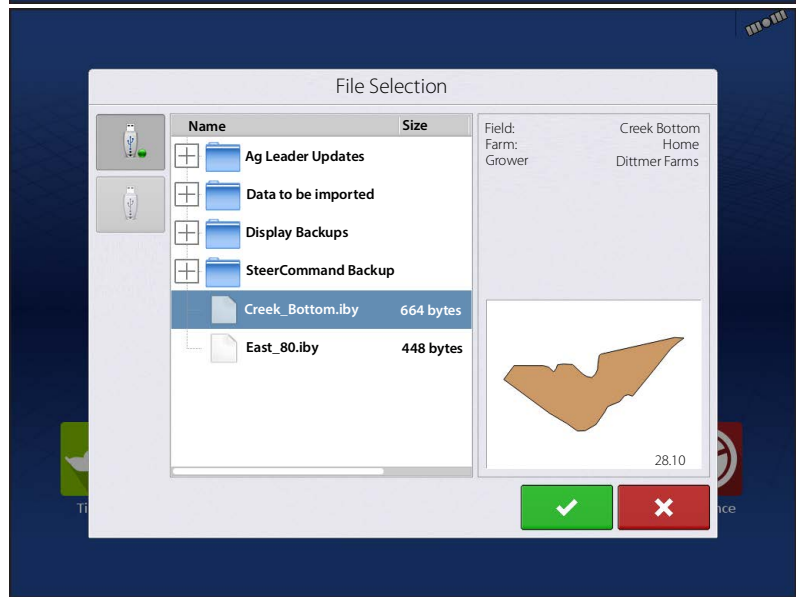 File Selection
Name Size
Ag Leader Updates
Data to be imported
Display Backups
SteerCommand Backup
Creek_Bottom.iby 664 bytes
East_80.iby 448 bytes
Field: Creek Bottom
Farm: Home
Grower Dittmer Farms
28.10
Ti
nce